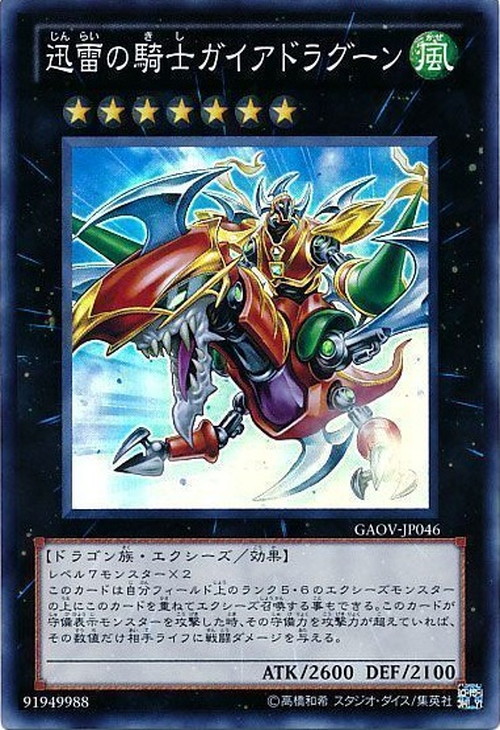 迅雷の騎士ガイアドラグーン
風
GAOV-JP046
【ドラゴン族・エクシーズ／効果】
レベル７モンスター×２
このカードは自分フィールド上のランク５・６のエクシーズモンスター
の上にこのカードを重ねてエクシーズ召喚する事もできる。このカードが
守備表示モンスターを攻撃した時、その守備力を攻撃力が超えていれば、
その数値だけ相手ライフに戦闘ダメージを与える。
ATK/2600 DEF/2100
91949988 ©高橋和希 スタジオ・ダイス/集英社